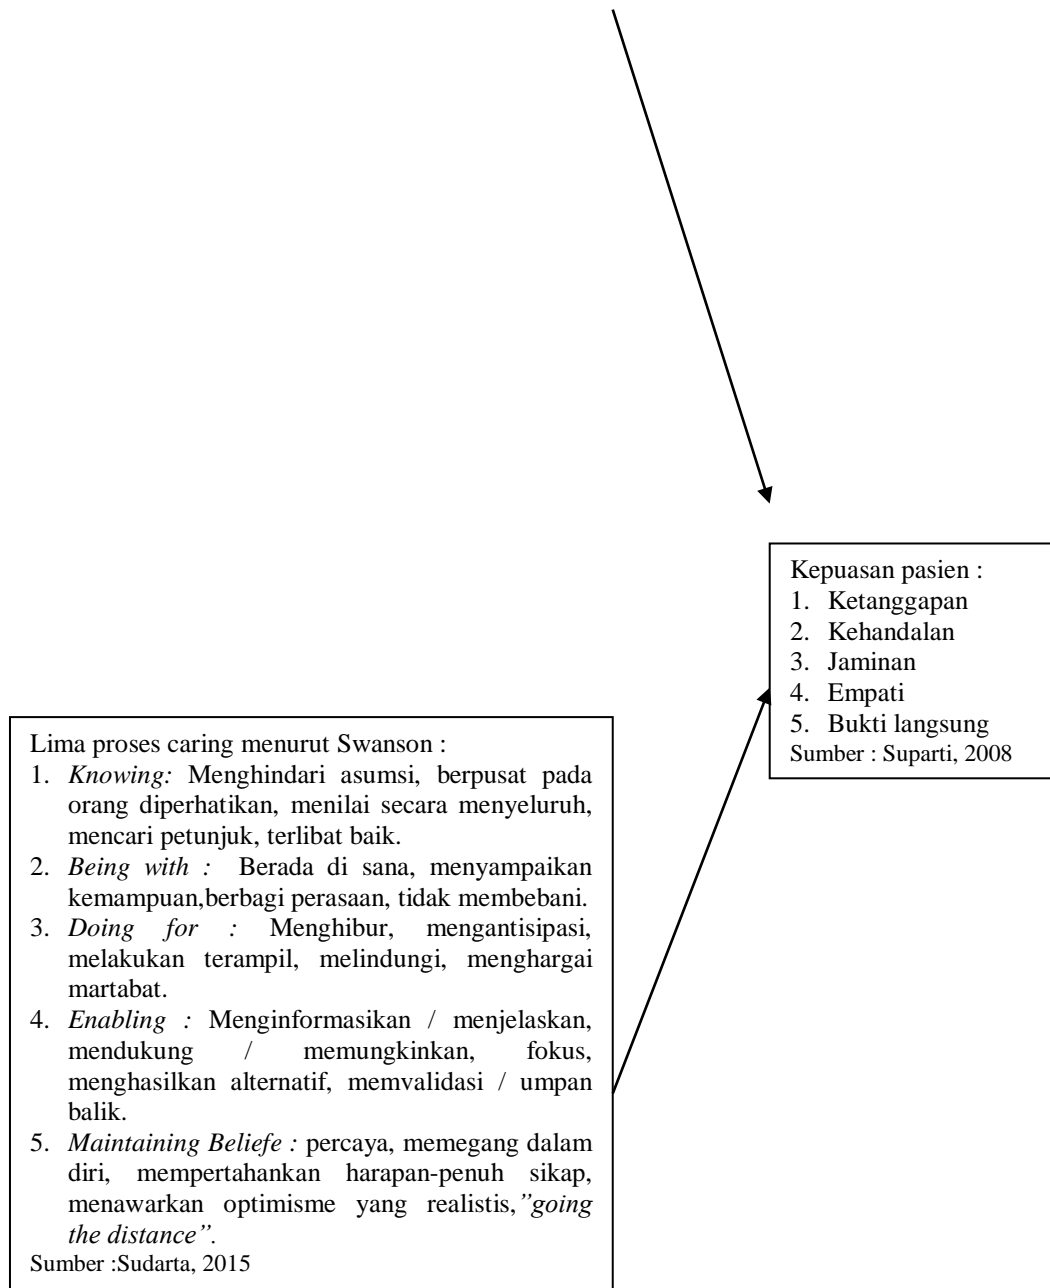 Kepuasan pasien :
1. Ketanggapan
2. Kehandalan
3. Jaminan
4. Empati
5. Bukti langsung
Sumber : Suparti, 2008
Lima proses caring menurut Swanson :
1. Knowing: Menghindari asumsi, berpusat pada
orang diperhatikan, menilai secara menyeluruh,
mencari petunjuk, terlibat baik.
2. Being with : Berada di sana, menyampaikan
kemampuan,berbagi perasaan, tidak membebani.
3. Doing for : Menghibur, mengantisipasi,
melakukan terampil, melindungi, menghargai
martabat.
4. Enabling : Menginformasikan / menjelaskan,
mendukung / memungkinkan, fokus,
menghasilkan alternatif, memvalidasi / umpan
balik.
5. Maintaining Beliefe : percaya, memegang dalam
diri, mempertahankan harapan-penuh sikap,
menawarkan optimisme yang realistis,”going
the distance”.
Sumber :Sudarta, 2015